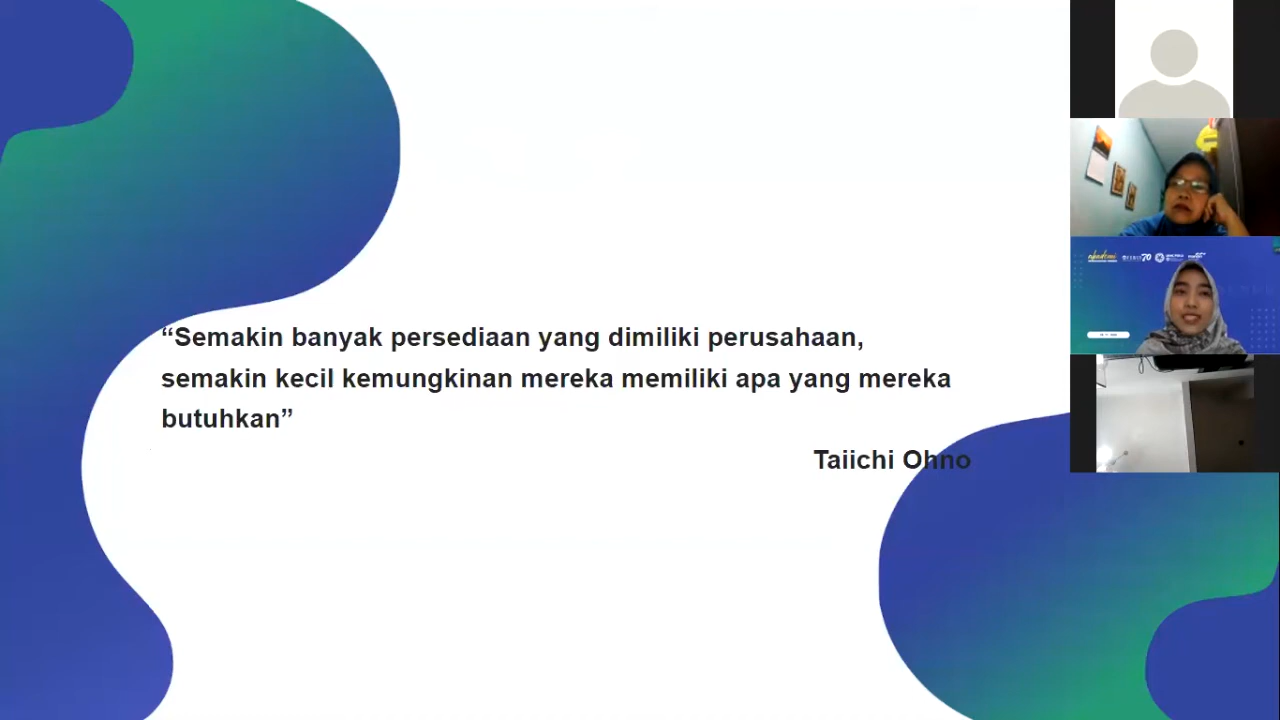 “Semakin banyak persediaan yang dimiliki perusahaan,
semakin kecil kemungkinan mereka memiliki apa yang mereka
butuhkan”
Taiichi Ohno